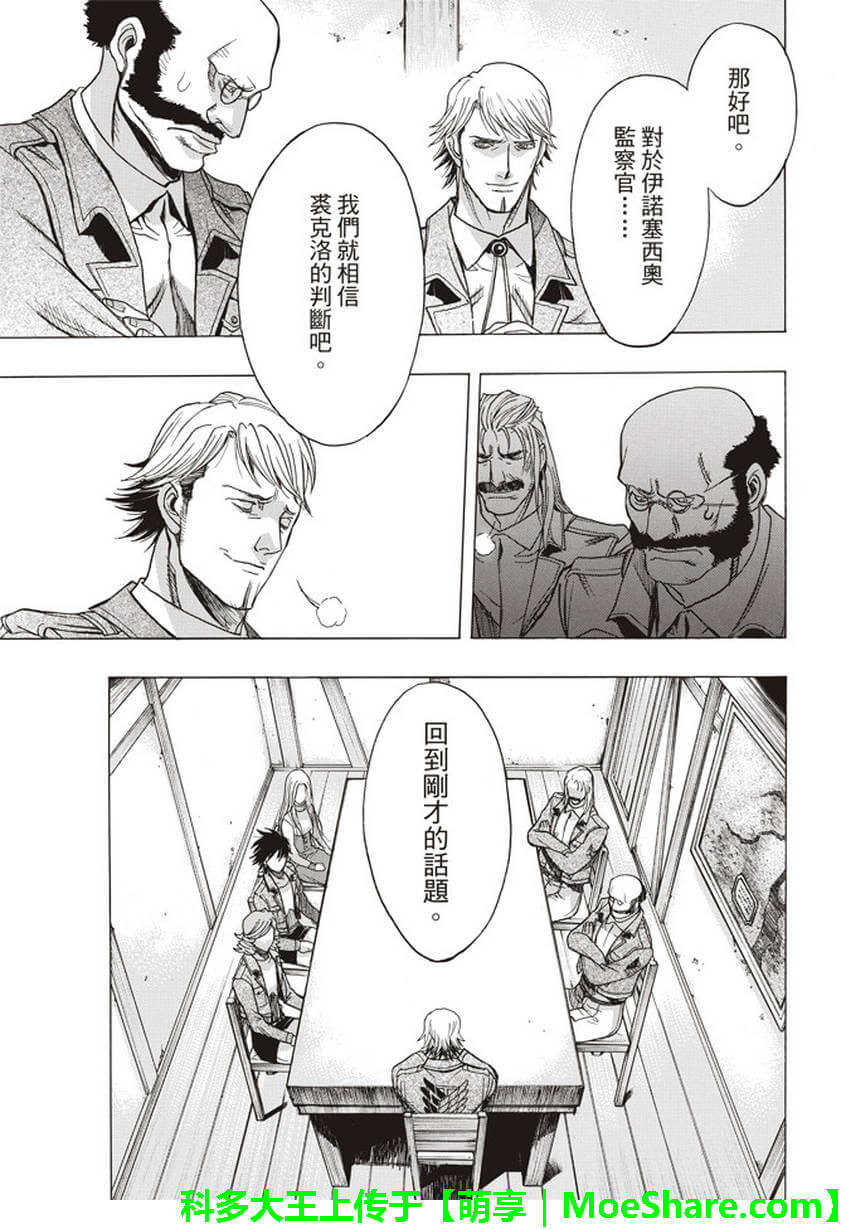 那好吧。
對於伊諾塞西奧
監察官……
我們就相信
裘克洛的判斷吧。
回到剛才的話題。
科多大王上传于【萌享｜MoeShare.com】